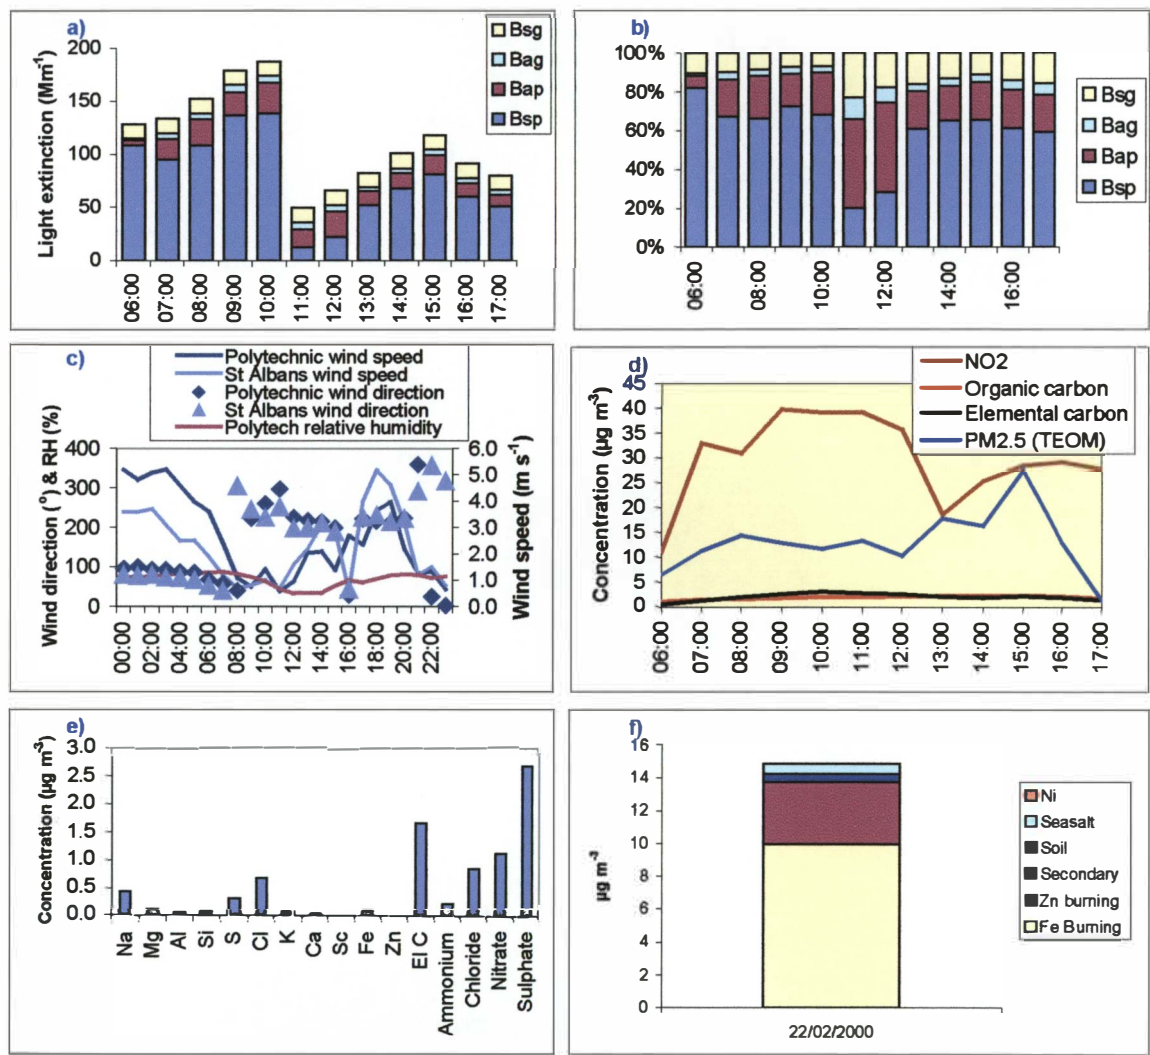 a)
Light extinction (Mm⁻¹)
200
150
100
50
0
06:00
07:00
08:00
09:00
10:00
11:00
12:00
13:00
14:00
15:00
16:00
17:00
Bsg
Bag
Bap
Bsp
b)
100%
80%
60%
40%
20%
0%
06:00
08:00
10:00
12:00
14:00
16:00
Bsg
Bag
Bap
Bsp
c)
Polytechnic wind speed
St Albans wind speed
Polytechnic wind direction
St Albans wind direction
Polytech relative humidity
Wind direction (°) & RH (%)
400
300
200
100
0
6.0
5.0
4.0
3.0
2.0
1.0
0.0
Wind speed (m s⁻¹)
00:00
02:00
04:00
06:00
08:00
10:00
12:00
14:00
16:00
18:00
20:00
22:00
d)
NO2
Organic carbon
Elemental carbon
PM2.5 (TEOM)
Concentration (µg m⁻³)
45
40
35
30
25
20
15
10
5
0
06:00
07:00
08:00
09:00
10:00
11:00
12:00
13:00
14:00
15:00
16:00
17:00
e)
Concentration (µg m⁻³)
3.0
2.5
2.0
1.5
1.0
0.5
0.0
Na
Mg
Al
Si
S
Cl
K
Ca
Sc
Fe
Zn
El C
Ammonium
Chloride
Nitrate
Sulphate
f)
µg m⁻³
16
14
12
10
8
6
4
2
0
22/02/2000
Ni
Seasalt
Soil
Secondary
Zn burning
Fe Burning